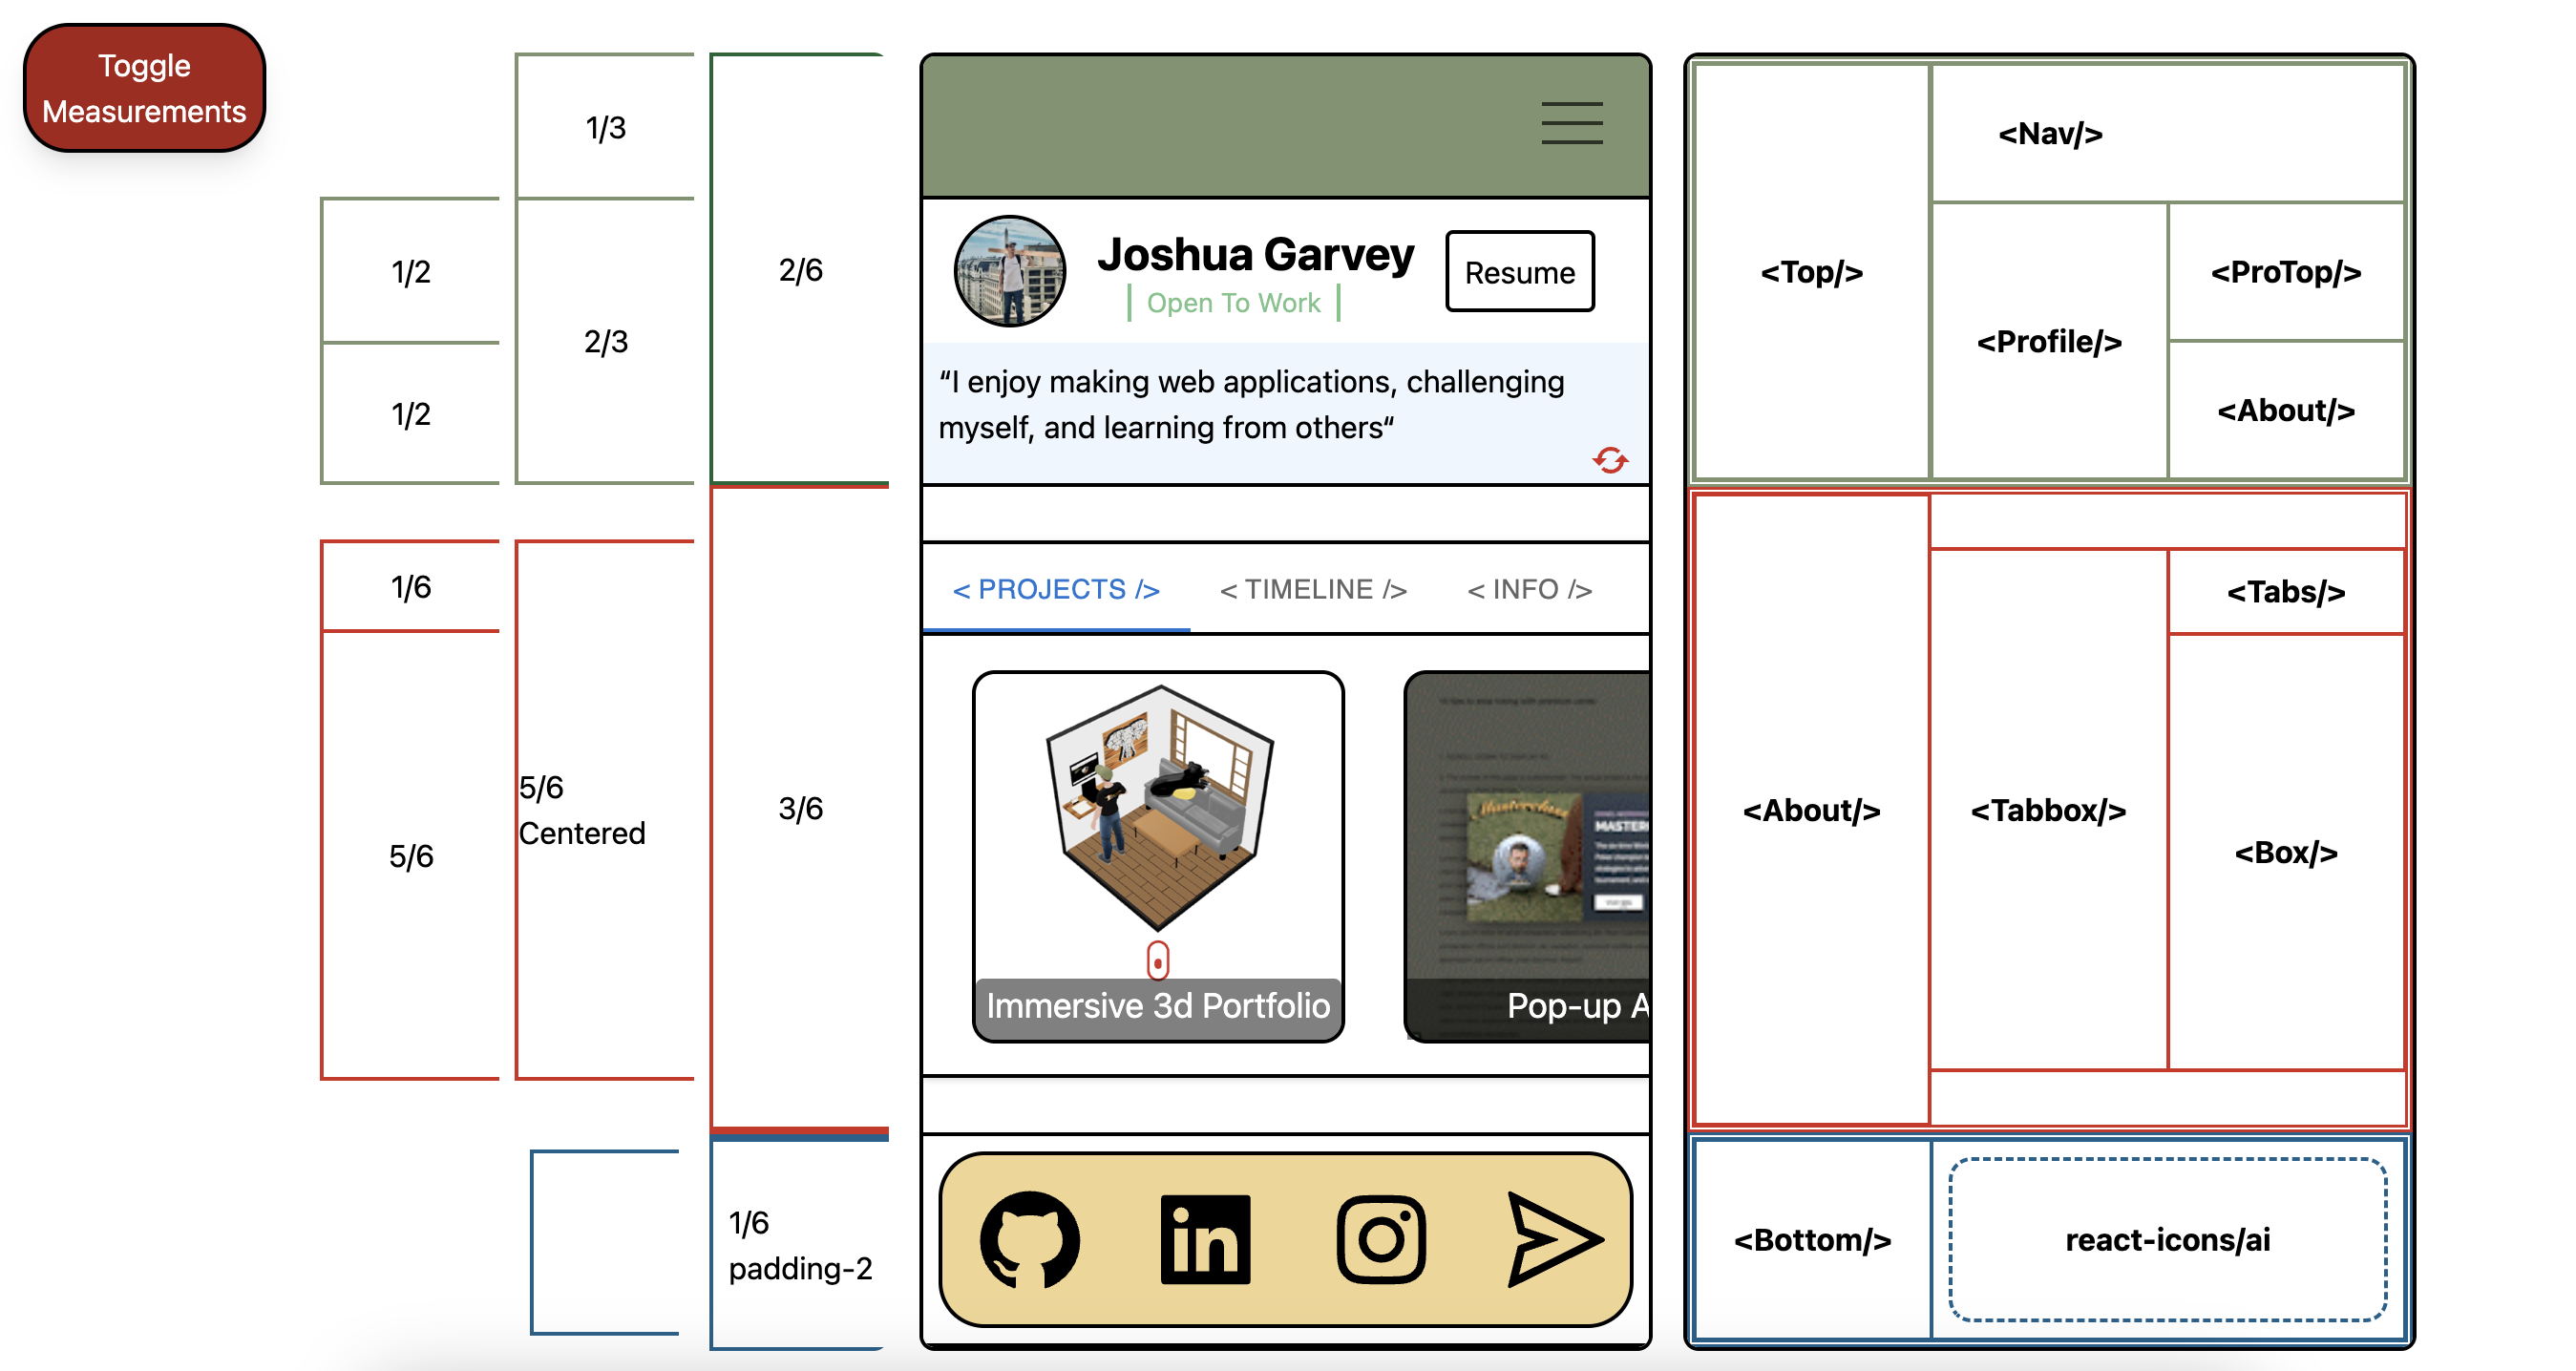 Toggle
Measurements
1/3
1/2
2/3
1/2
2/6
1/6
5/6
Centered
5/6
3/6
1/6
padding-2
Joshua Garvey
Open To Work
Resume
“I enjoy making web applications, challenging
myself, and learning from others“
< PROJECTS />
< TIMELINE />
< INFO />
Immersive 3d Portfolio
Pop-up A
in
<Nav/>
<Top/>
<ProTop/>
<Profile/>
<About/>
<Tabs/>
<About/>
<Tabbox/>
<Box/>
<Bottom/>
react-icons/ai